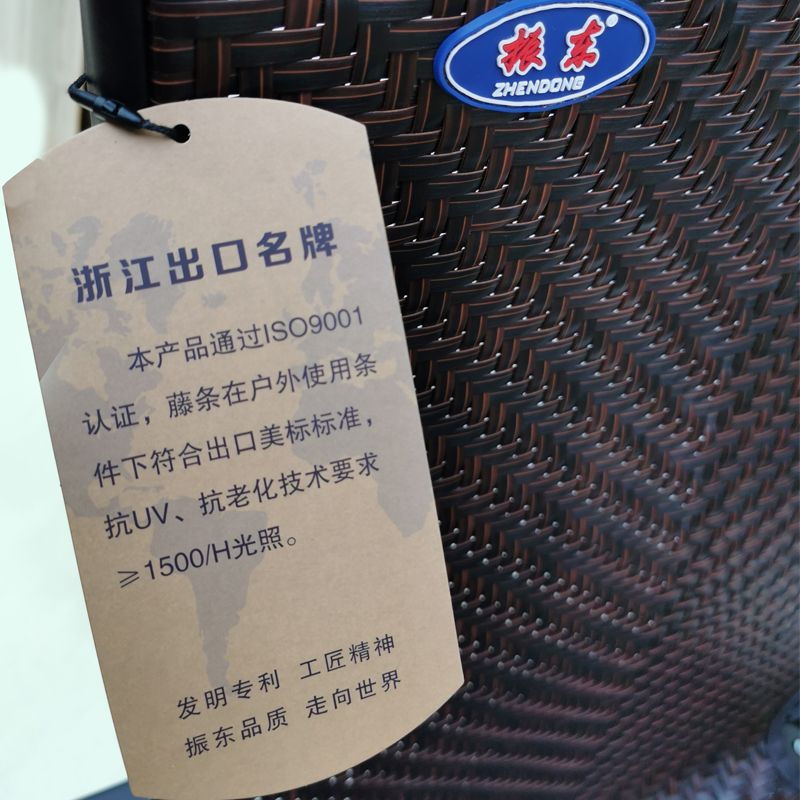 振东®
ZHENDONG
浙江出口名牌
本产品通过ISO9001
认证，藤条在户外使用条
件下符合出口美标标准，
抗UV、抗老化技术要求
≥1500/H光照。
发明专利 工匠精神
振东品质 走向世界